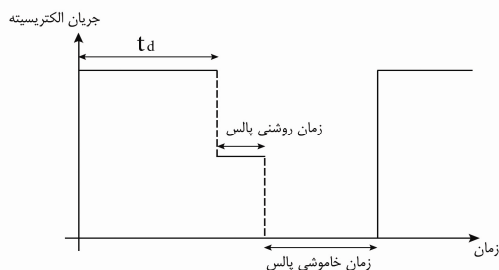 جریان الکتریسیته
td
زمان روشنی پالس
زمان
زمان خاموشی پالس